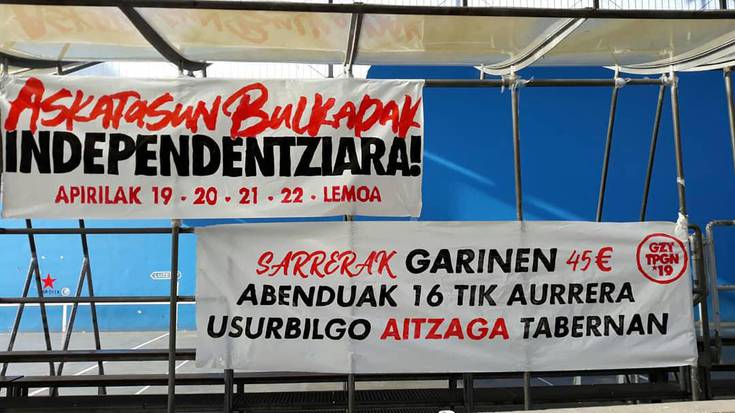 ASKATASUN BULKADAK
INDEPENDENTZIARA!
APIRILAK 19 · 20 · 21 · 22 · LEMOA
SARRERAK GARINEN 45€
ABENDUAK 16 TIK AURRERA
USURBILGO AITZAGA TABERNAN
GZY
TPGN
*19